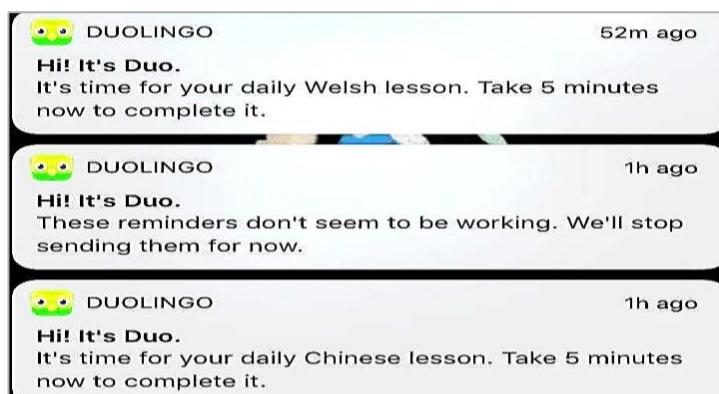 DUOLINGO 52m ago
Hi! It's Duo.
It's time for your daily Welsh lesson. Take 5 minutes
now to complete it.
DUOLINGO 1h ago
Hi! It's Duo.
These reminders don't seem to be working. We'll stop
sending them for now.
DUOLINGO 1h ago
Hi! It's Duo.
It's time for your daily Chinese lesson. Take 5 minutes
now to complete it.